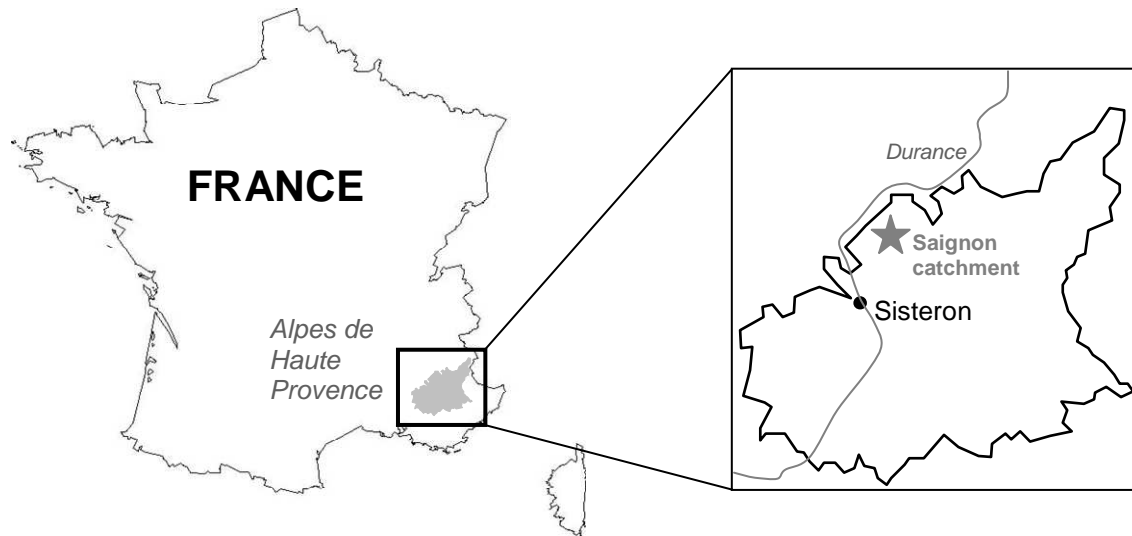 FRANCE
Alpes de
Haute
Provence
Durance
Saignon
catchment
Sisteron